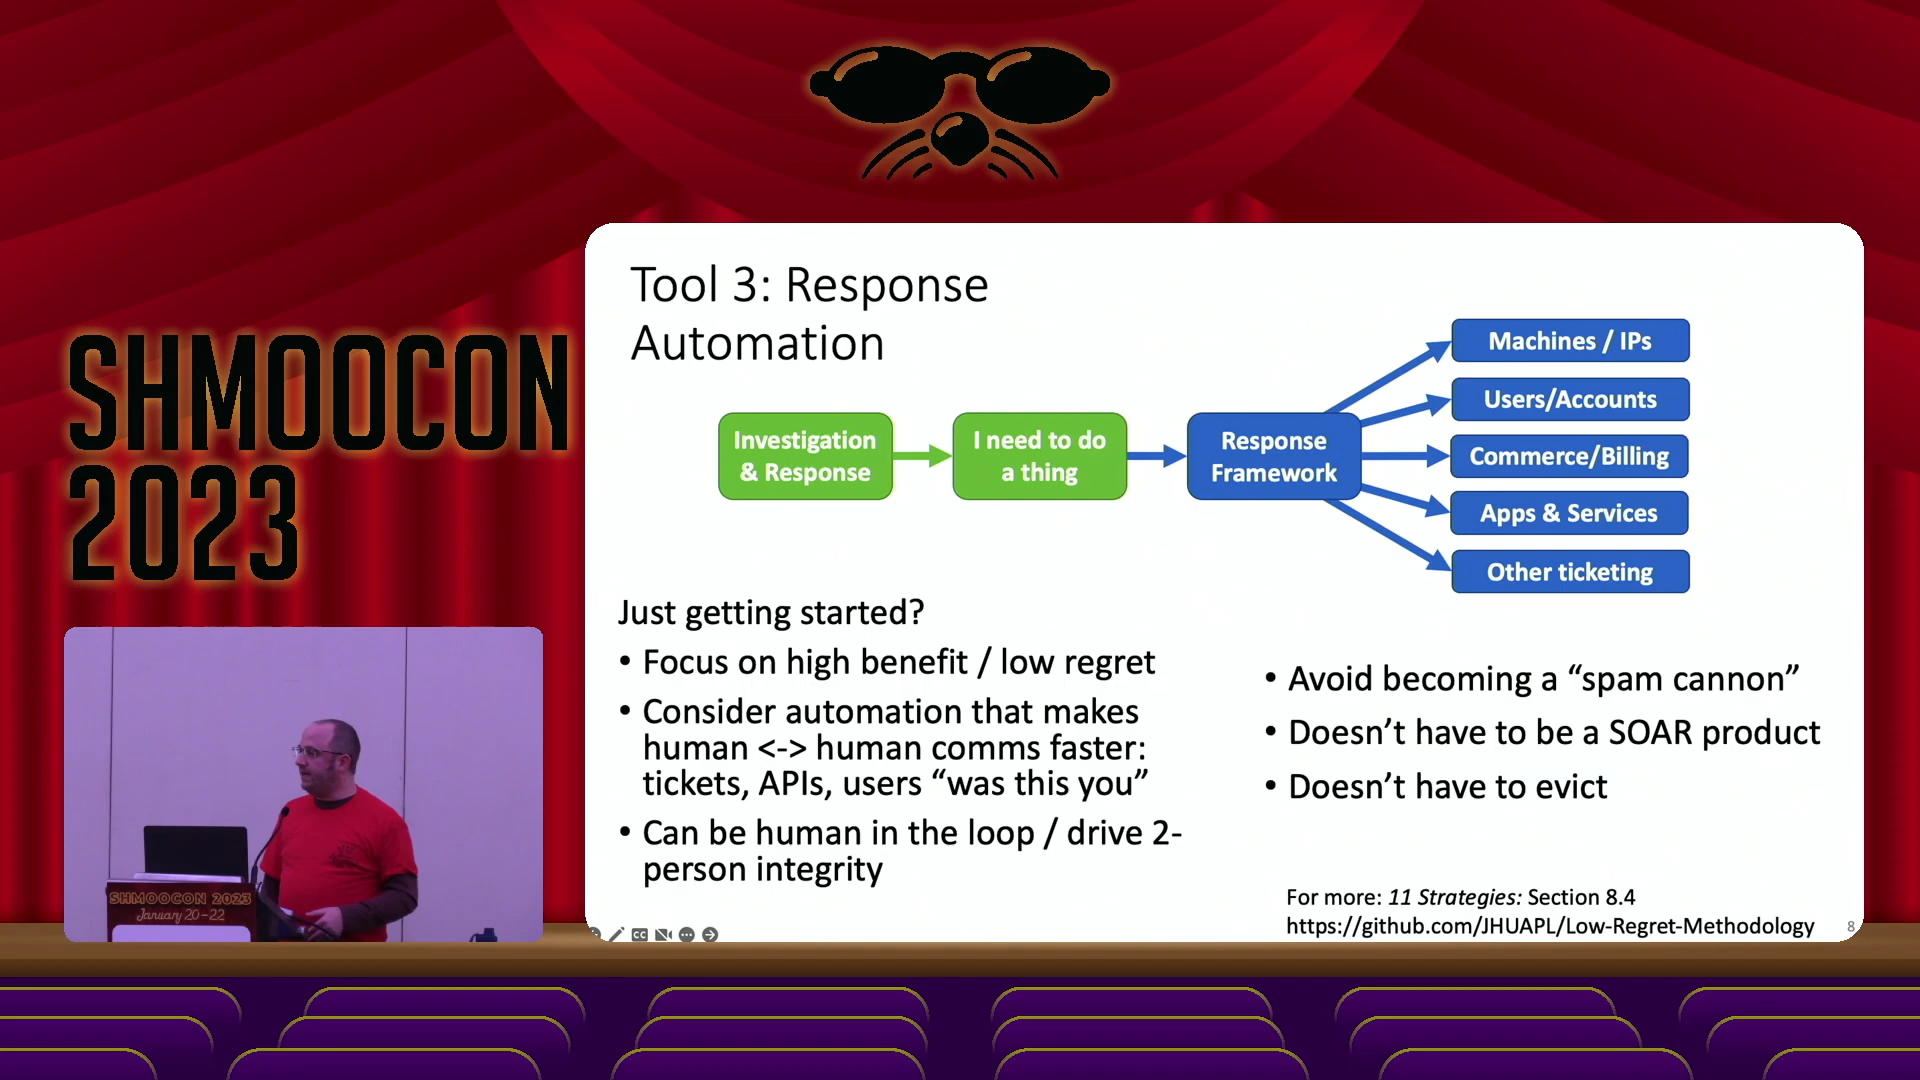 SHMOOCON
2023
Tool 3: Response
Automation
Investigation
& Response
I need to do
a thing
Response
Framework
Machines / IPs
Users/Accounts
Commerce/Billing
Apps & Services
Other ticketing
Just getting started?
• Focus on high benefit / low regret
• Consider automation that makes
human <-> human comms faster:
tickets, APIs, users “was this you”
• Can be human in the loop / drive 2-
person integrity
• Avoid becoming a “spam cannon”
• Doesn’t have to be a SOAR product
• Doesn’t have to evict
For more: 11 Strategies: Section 8.4
https://github.com/JHUAPL/Low-Regret-Methodology
8
CC
SHMOOCON 2023
January 20-22